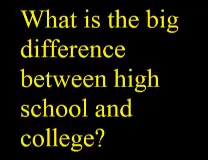 What is the big
difference
between high
school and
college?